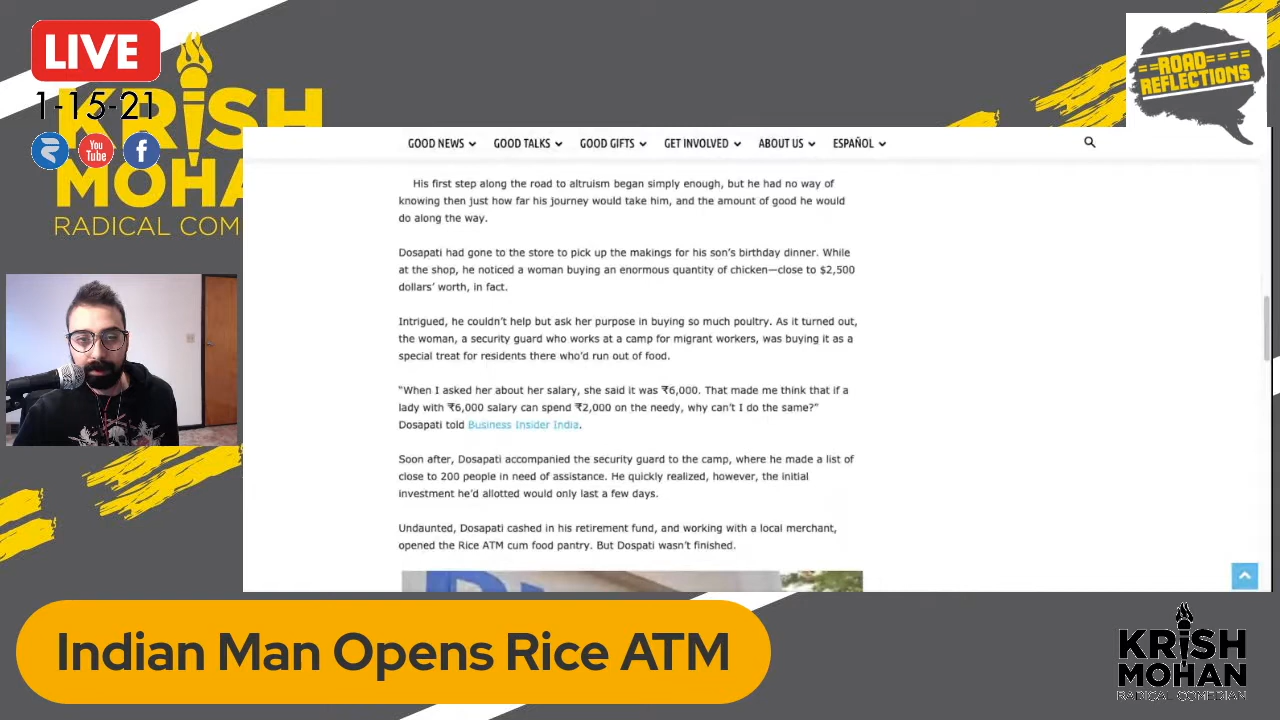 LIVE
1-15-21
KRISH
MOHA
RADICAL COM
You
Tube
==ROAD====
REFLECTIONS
GOOD NEWS GOOD TALKS GOOD GIFTS GET INVOLVED ABOUT US ESPAÑOL
His first step along the road to altruism began simply enough, but he had no way of
knowing then just how far his journey would take him, and the amount of good he would
do along the way.
Dosapati had gone to the store to pick up the makings for his son's birthday dinner. While
at the shop, he noticed a woman buying an enormous quantity of chicken—close to $2,500
dollars' worth, in fact.
Intrigued, he couldn't help but ask her purpose in buying so much poultry. As it turned out,
the woman, a security guard who works at a camp for migrant workers, was buying it as a
special treat for residents there who'd run out of food.
"When I asked her about her salary, she said it was ₹6,000. That made me think that if a
lady with ₹6,000 salary can spend ₹2,000 on the needy, why can't I do the same?"
Dosapati told Business Insider India.
Soon after, Dosapati accompanied the security guard to the camp, where he made a list of
close to 200 people in need of assistance. He quickly realized, however, the initial
investment he'd allotted would only last a few days.
Undaunted, Dosapati cashed in his retirement fund, and working with a local merchant,
opened the Rice ATM cum food pantry. But Dospati wasn't finished.
Indian Man Opens Rice ATM
KRISH
MOHAN
RADICAL COMEDIAN